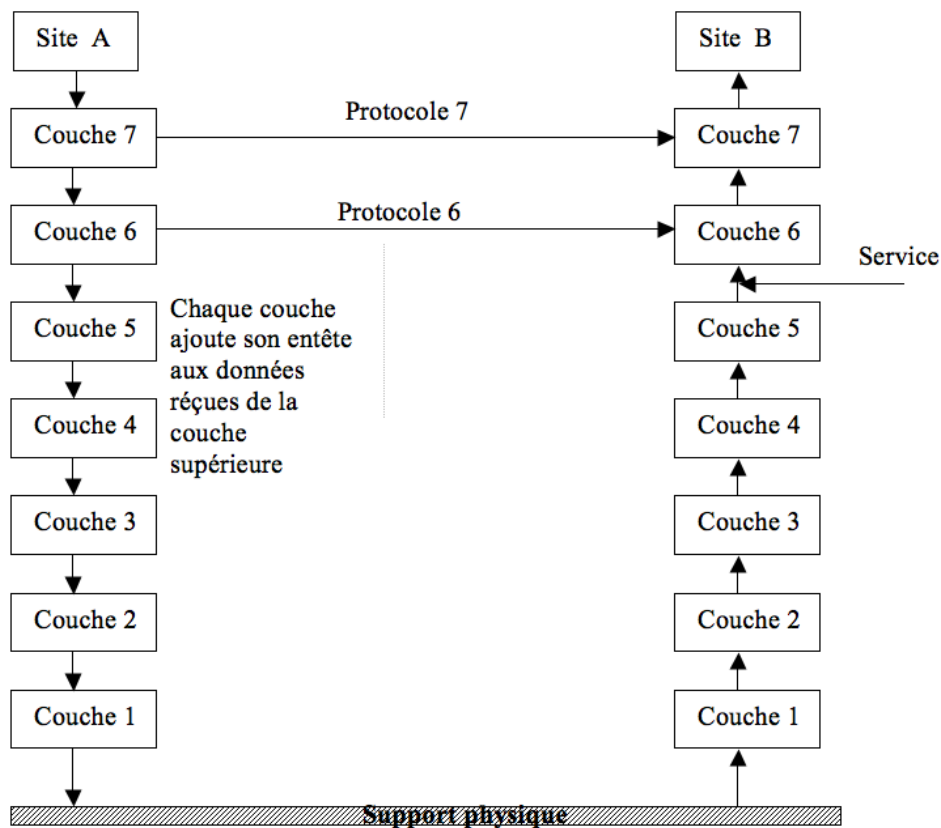 Site A
Site B
Protocole 7
Couche 7
Couche 7
Protocole 6
Couche 6
Couche 6
Service
Chaque couche
ajoute son entête
aux données
réçues de la
couche
supérieure
Couche 5
Couche 5
Couche 4
Couche 4
Couche 3
Couche 3
Couche 2
Couche 2
Couche 1
Couche 1
Support physique